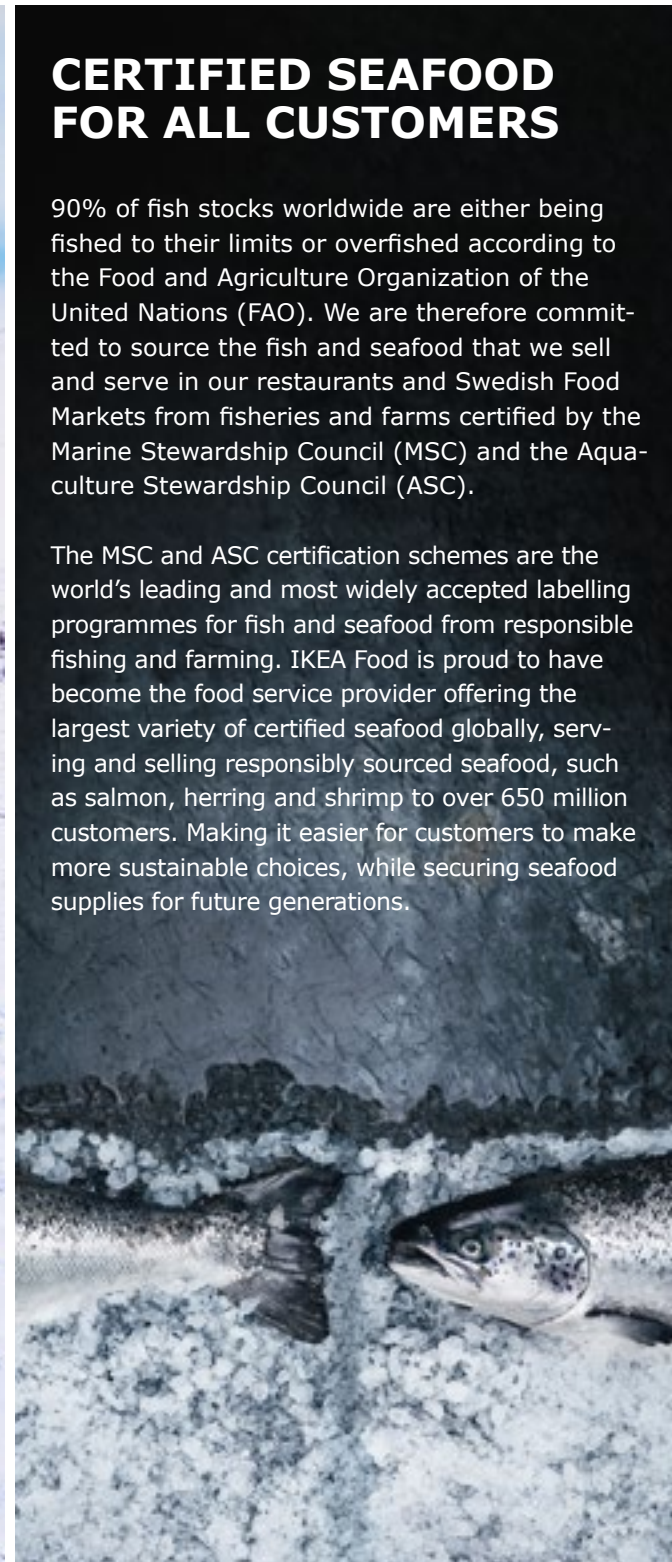 CERTIFIED SEAFOOD
FOR ALL CUSTOMERS
90% of fish stocks worldwide are either being
fished to their limits or overfished according to
the Food and Agriculture Organization of the
United Nations (FAO). We are therefore commit-
ted to source the fish and seafood that we sell
and serve in our restaurants and Swedish Food
Markets from fisheries and farms certified by the
Marine Stewardship Council (MSC) and the Aqua-
culture Stewardship Council (ASC).
The MSC and ASC certification schemes are the
world’s leading and most widely accepted labelling
programmes for fish and seafood from responsible
fishing and farming. IKEA Food is proud to have
become the food service provider offering the
largest variety of certified seafood globally, serv-
ing and selling responsibly sourced seafood, such
as salmon, herring and shrimp to over 650 million
customers. Making it easier for customers to make
more sustainable choices, while securing seafood
supplies for future generations.